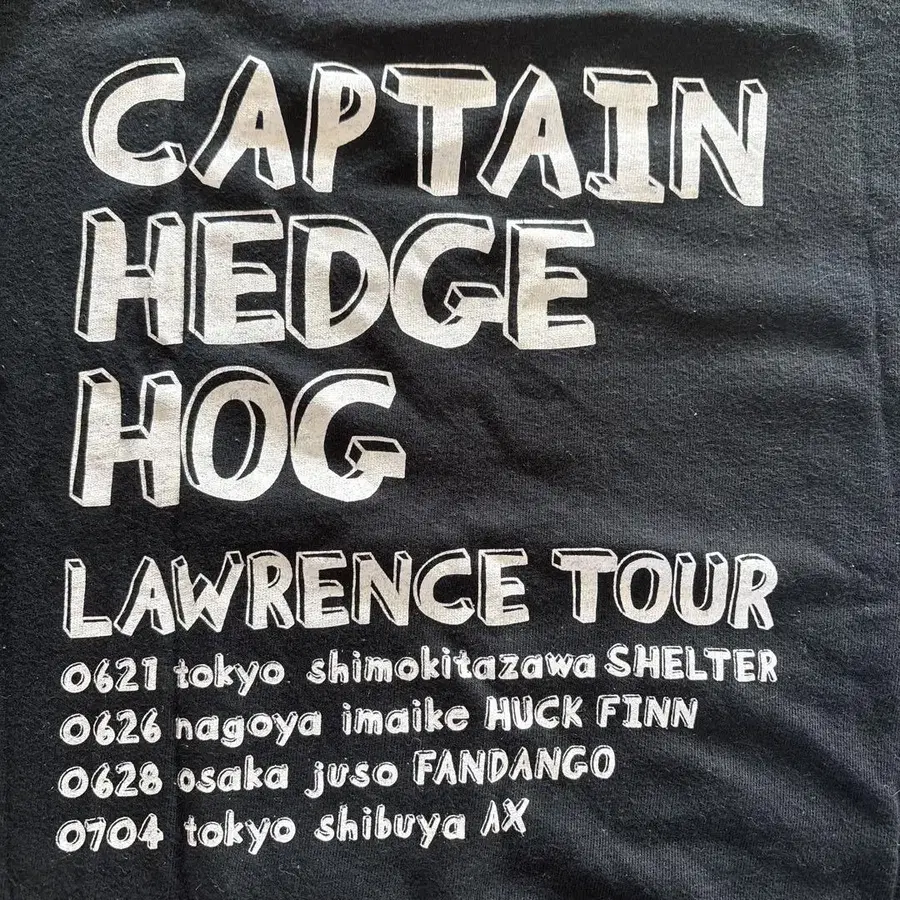 CAPTAIN
HEDGE
HOG
LAWRENCE TOUR
0621 tokyo shimokitazawa SHELTER
0626 nagoya imaike HUCK FINN
0628 osaka juso FANDANGO
0704 tokyo shibuya AX